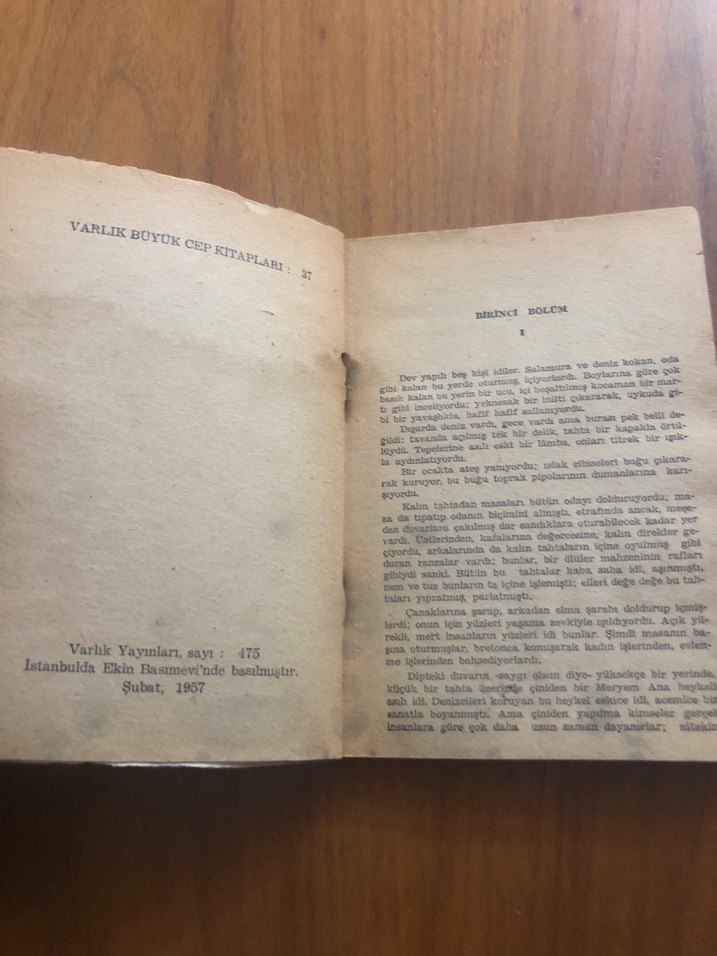 VARLIK BÜYÜK CEP KİTAPLARI : 37
Varlık Yayınları, sayı : 475
İstanbulda Ekin Basımevi'nde basılmıştır.
Şubat, 1957
BİRİNCİ BÖLÜM
I
Dev yapılı beş kişi idiler. Salamura ve deniz kokan, oda
gibi kalan bu yerde oturmuş, içiyorlardı. Boylarına göre çok
basık kalan bu yerin bir ucu, içi boşaltılmış kocaman bir mar-
tı gibi inceliyordu; yeknesak bir inilti çıkararak, uykuda gi-
bi bir yavaşlıkla, hafif hafif sallanıyordu.
Dışarda deniz vardı, gece vardı ama burası pek belli de-
ğildi: tavanda açılmış tek bir delik, tahta bir kapakla örtü-
lüydü. Tepelerine asılı eski bir lâmba, onları titrek bir ışık-
la aydınlatıyordu.
Bir ocakta ateş yanıyordu; ıslak elbiseleri buğu çıkara-
rak kuruyor, bu buğu toprak pipolarının dumanlarına karı-
şıyordu.
Kalın tahtadan masaları bütün odayı dolduruyordu; ma-
sa da tıpatıp odanın biçimini almıştı, etrafında ancak, meşe-
den duvarlara çakılmış dar sandıklara oturabilecek kadar yer
vardı. Üstlerinden, kafalarına değercesine, kalın direkler ge-
çiyordu, arkalarında da kalın tahtaların içine oyulmuş gibi
duran ranzalar vardı; bunlar, bir ölüler mahzeninin rafları
gibiydi sanki. Bütün bu tahtalar kaba saba idi, aşınmıştı,
nem ve tuz bunların ta içine işlemişti; elleri değe değe bu tah-
taları yıpratmış, parlatmıştı.
Çanaklarına şarap, arkadan elma şarabı doldurup içmiş-
lerdi; onun için yüzleri yaşama zevkiyle ışıldıyordu. Açık yü-
rekli, mert insanların yüzleri idi bunlar. Şimdi masanın ba-
şına oturmuşlar, bretonca konuşarak kadın işlerinden, evlen-
me işlerinden bahsediyorlardı.
Dipteki duvarın -saygı olsun diye- yüksekçe bir yerinde,
küçük bir tahta üzerinde çiniden bir Meryem Ana heykeli
asılı idi. Denizcileri koruyan bu heykel eskice idi, acemice bir
sanatla boyanmıştı. Ama çiniden yapılma kimseler gerçek
insanlara göre çok daha uzun zaman dayanırlar; nitekim